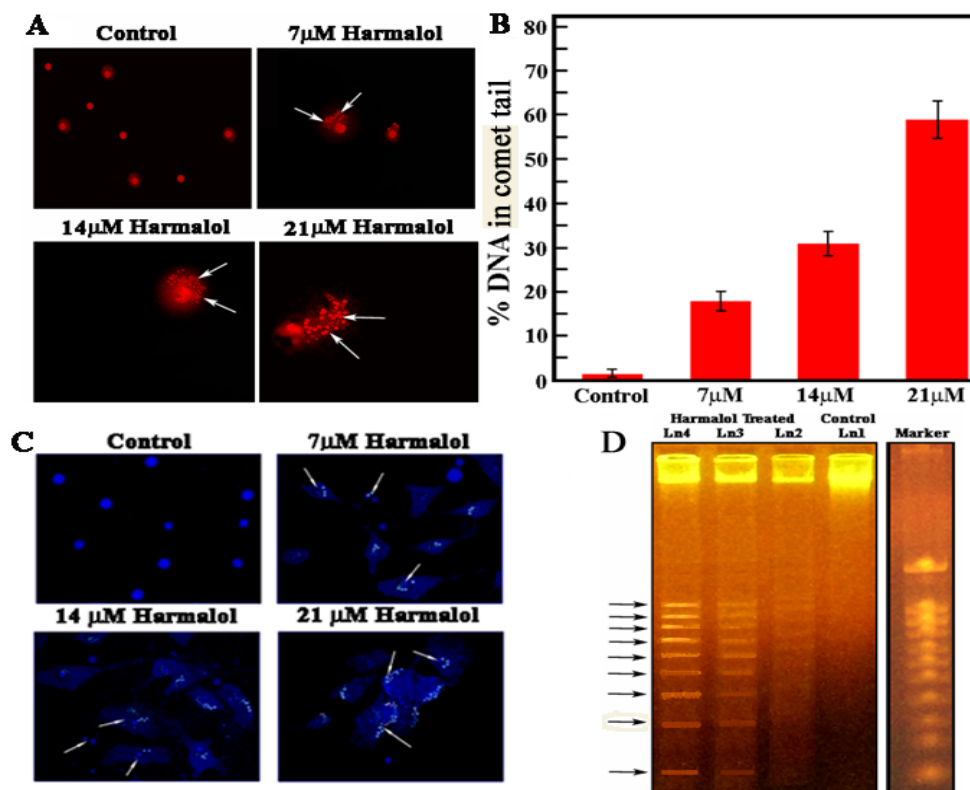 A
Control
7µM Harmalol
14µM Harmalol
21µM Harmalol
B
% DNA in comet tail
80
70
60
50
40
30
20
10
0
Control
7µM
14µM
21µM
C
Control
7µM Harmalol
14 µM Harmalol
21 µM Harmalol
D
Harmalol Treated
Control
Ln4
Ln3
Ln2
Ln1
Marker